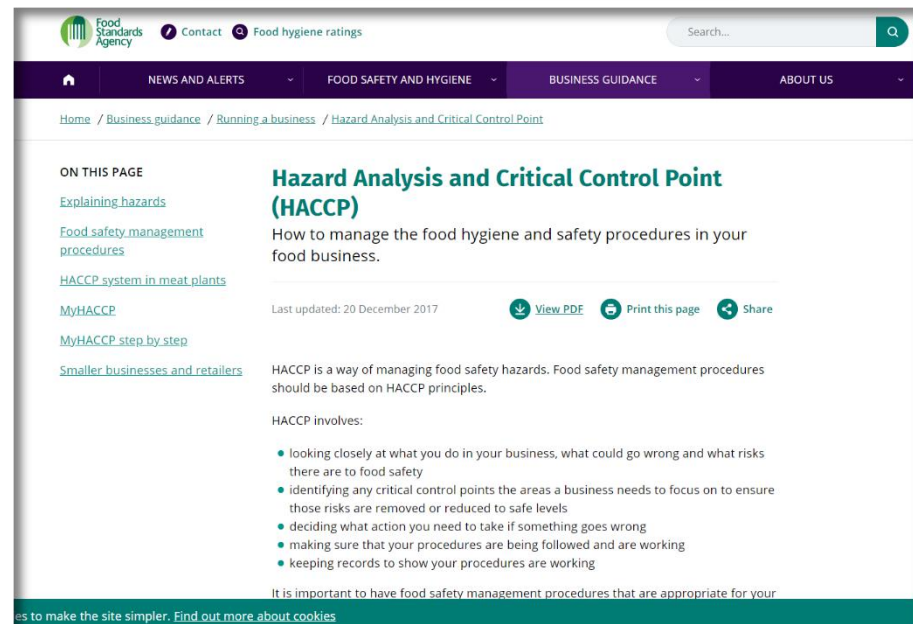 Food
Standards
Agency
Contact
Food hygiene ratings
Search...
NEWS AND ALERTS
FOOD SAFETY AND HYGIENE
BUSINESS GUIDANCE
ABOUT US
Home / Business guidance / Running a business / Hazard Analysis and Critical Control Point
ON THIS PAGE
Explaining hazards
Food safety management
procedures
HACCP system in meat plants
MyHACCP
MyHACCP step by step
Smaller businesses and retailers
Hazard Analysis and Critical Control Point
(HACCP)
How to manage the food hygiene and safety procedures in your
food business.
Last updated: 20 December 2017
View PDF
Print this page
Share
HACCP is a way of managing food safety hazards. Food safety management procedures
should be based on HACCP principles.
HACCP involves:
looking closely at what you do in your business, what could go wrong and what risks
there are to food safety
identifying any critical control points the areas a business needs to focus on to ensure
those risks are removed or reduced to safe levels
deciding what action you need to take if something goes wrong
making sure that your procedures are being followed and are working
keeping records to show your procedures are working
It is important to have food safety management procedures that are appropriate for your
es to make the site simpler. Find out more about cookies